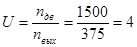 U = n_дв / n_вых = 1500 / 375 = 4